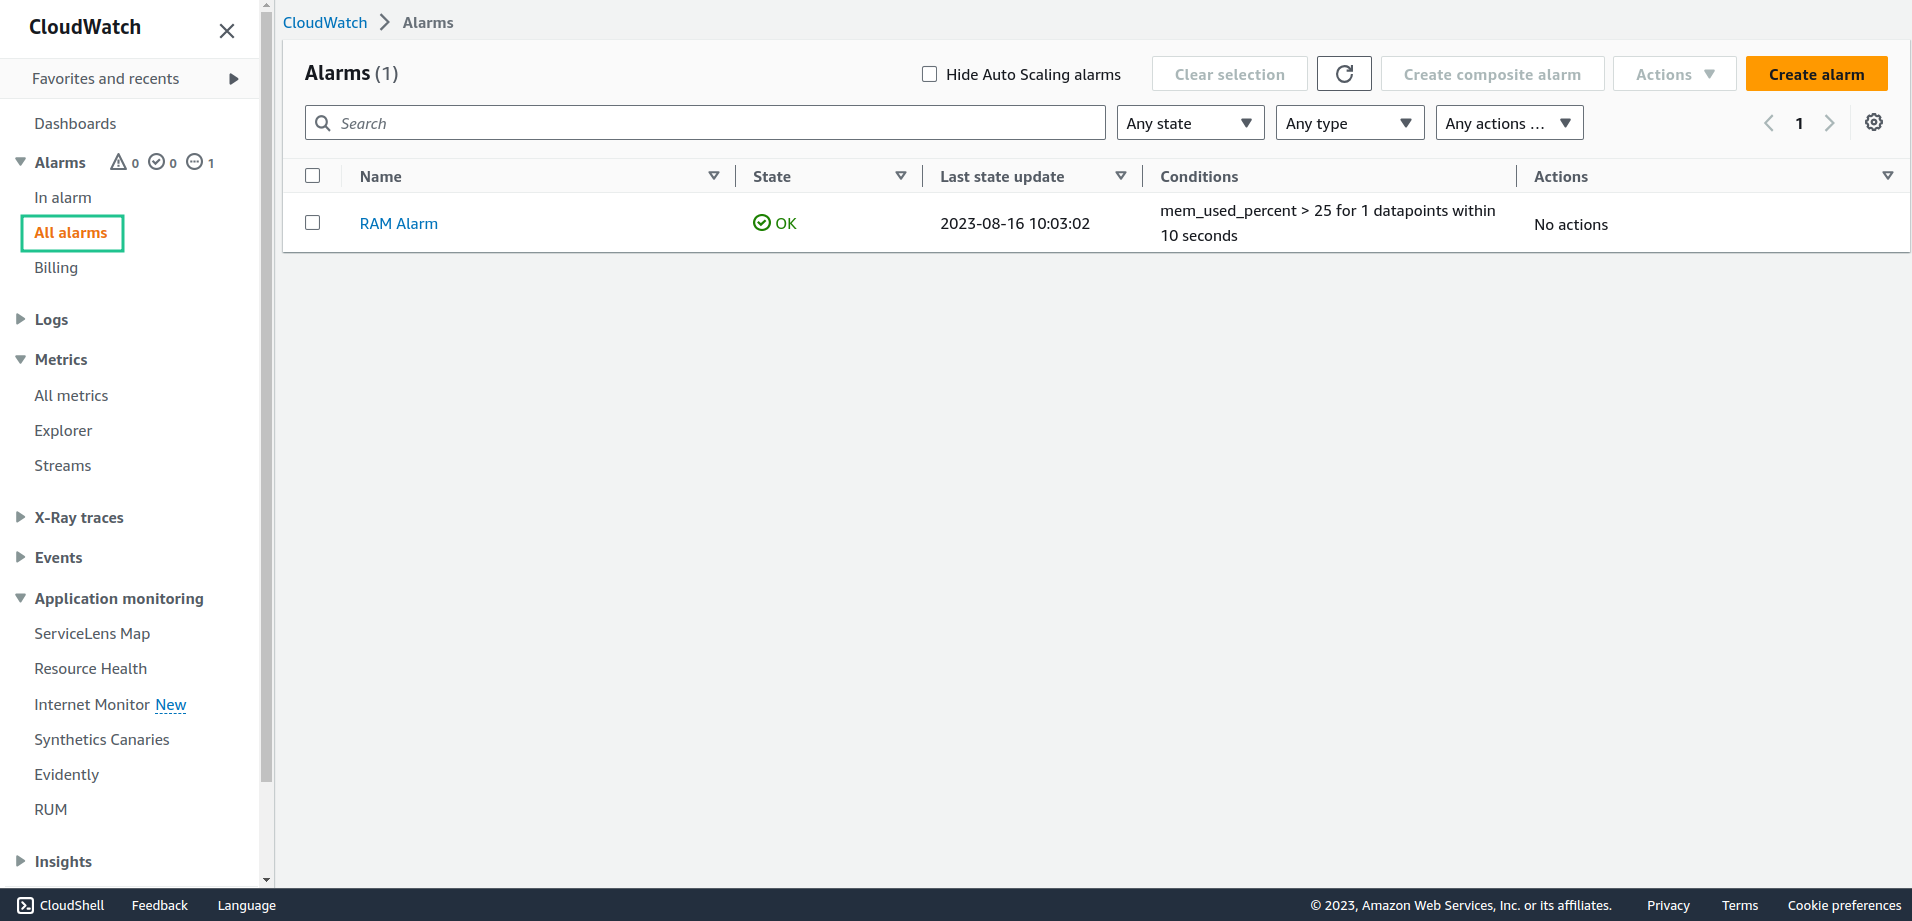 CloudWatch
Favorites and recents
Dashboards
Alarms 0 0 1
In alarm
All alarms
Billing
Logs
Metrics
All metrics
Explorer
Streams
X-Ray traces
Events
Application monitoring
ServiceLens Map
Resource Health
Internet Monitor New
Synthetics Canaries
Evidently
RUM
Insights
CloudWatch Alarms
Alarms (1)
Hide Auto Scaling alarms
Clear selection
Create composite alarm
Actions
Create alarm
Search
Any state
Any type
Any actions ...
1
Name State Last state update Conditions Actions
RAM Alarm
OK
2023-08-16 10:03:02
mem_used_percent > 25 for 1 datapoints within
10 seconds
No actions
CloudShell Feedback Language
© 2023, Amazon Web Services, Inc. or its affiliates. Privacy Terms Cookie preferences